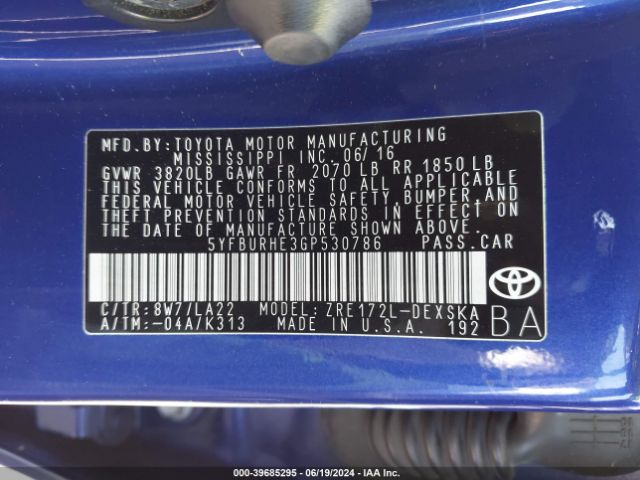 MFD.BY: TOYOTA MOTOR MANUFACTURING
MISSISSIPPI INC. 06/16
GVWR 3820LB GAWR FR 2070 LB RR 1850 LB
THIS VEHICLE CONFORMS TO ALL APPLICABLE
FEDERAL MOTOR VEHICLE SAFETY, BUMPER, AND
THEFT PREVENTION STANDARDS IN EFFECT ON
THE DATE OF MANUFACTURE SHOWN ABOVE.
5YFBURHE3GP530786 PASS.CAR
C/TR: 8W7/LA22 MODEL: ZRE172L-DEXSKA
A/TM: -04A/K313 MADE IN U.S.A. 192 BA
000-39685295 - 06/19/2024 - IAA Inc.